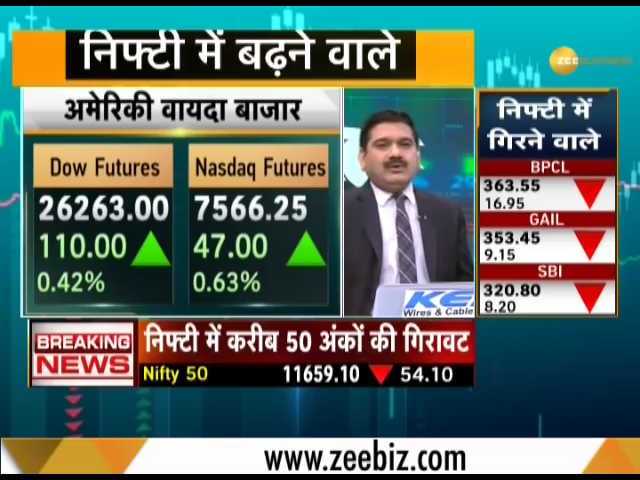 निफ्टी में बढ़ने वाले
ZEE BUSINESS
अमेरिकी वायदा बाजार
Dow Futures
26263.00
110.00
0.42%
Nasdaq Futures
7566.25
47.00
0.63%
निफ्टी में
गिरने वाले
BPCL
363.55
16.95
GAIL
353.45
9.15
SBI
320.80
8.20
Wires & Cable
BREAKING
NEWS
निफ्टी में करीब 50 अंकों की गिरावट
Nifty 50 11659.10 54.10
www.zeebiz.com